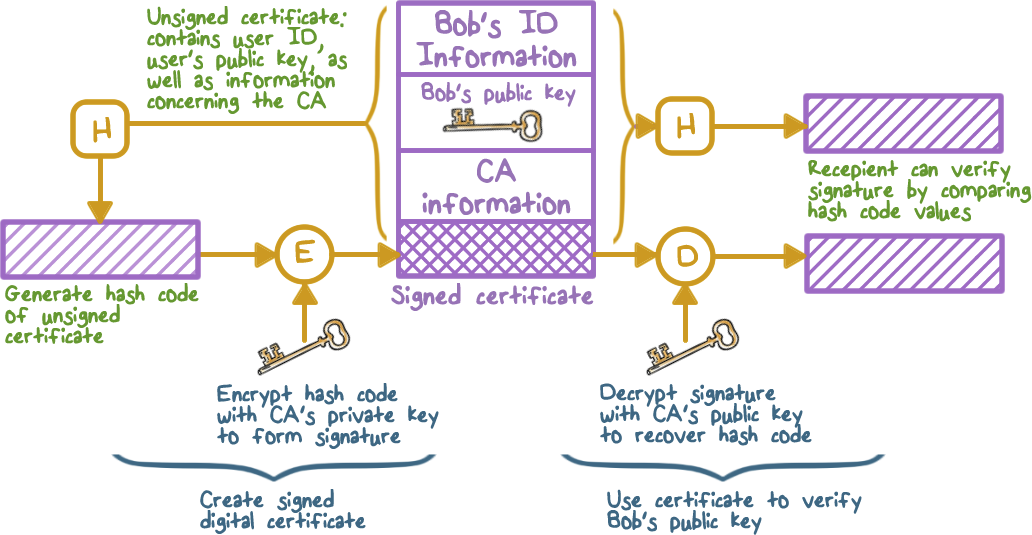 Unsigned certificate:
contains user ID,
user's public key, as
well as information
concerning the CA
Bob's ID
Information
Bob's public key
CA
information
Signed certificate
H
Generate hash code
of unsigned
certificate
E
Encrypt hash code
with CA's private key
to form signature
Create signed
digital certificate
H
Recepient can verify
signature by comparing
hash code values
D
Decrypt signature
with CA's public key
to recover hash code
Use certificate to verify
Bob's public key